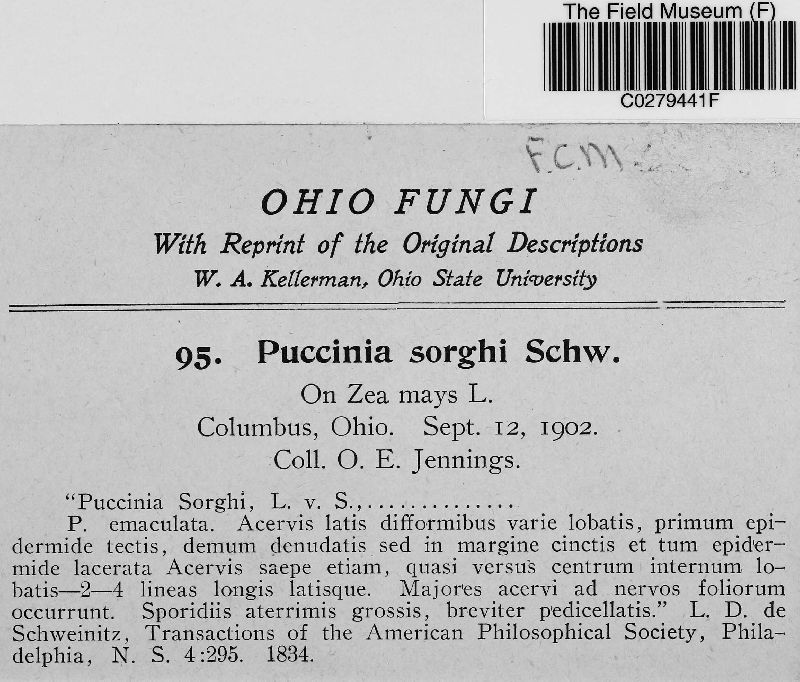 The Field Museum (F)
C0279441F
F.C.M.
OHIO FUNGI
With Reprint of the Original Descriptions
W. A. Kellerman, Ohio State University
95. Puccinia sorghi Schw.
On Zea mays L.
Columbus, Ohio. Sept. 12, 1902.
Coll. O. E. Jennings.
“Puccinia Sorghi, L. v. S.,..............
P. emaculata. Acervis latis difformibus varie lobatis, primum epi-
dermide tectis, demum denudatis sed in margine cinctis et tum epider-
mide lacerata Acervis saepe etiam, quasi versus centrum internum lo-
batis—2—4 lineas longis latisque. Majores acervi ad nervos foliorum
occurrunt. Sporidiis aterrimis grossis, breviter pedicellatis.” L. D. de
Schweinitz, Transactions of the American Philosophical Society, Phila-
delphia, N. S. 4:295. 1834.